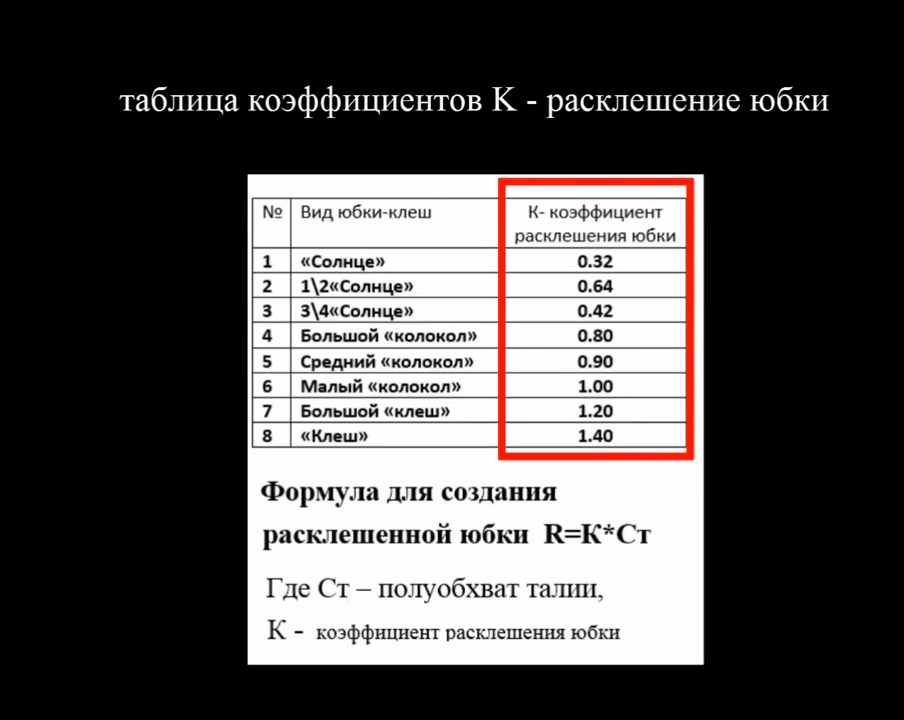 таблица коэффициентов К - расклешение юбки
№ Вид юбки-клеш К- коэффициент
расклешения юбки
1 «Солнце» 0.32
2 1\2«Солнце» 0.64
3 3\4«Солнце» 0.42
4 Большой «колокол» 0.80
5 Средний «колокол» 0.90
6 Малый «колокол» 1.00
7 Большой «клеш» 1.20
8 «Клеш» 1.40
Формула для создания
расклешенной юбки R=К*Ст
Где Ст – полуобхват талии,
К - коэффициент расклешения юбки